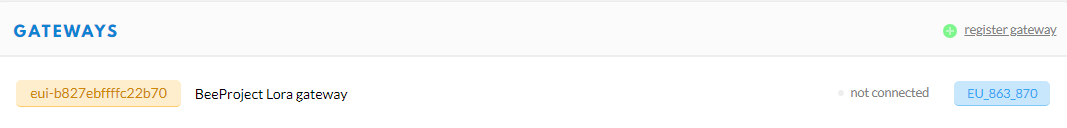 GATEWAYS
register gateway
eui-b827ebffffc22b70 BeeProject Lora gateway not connected EU_863_870